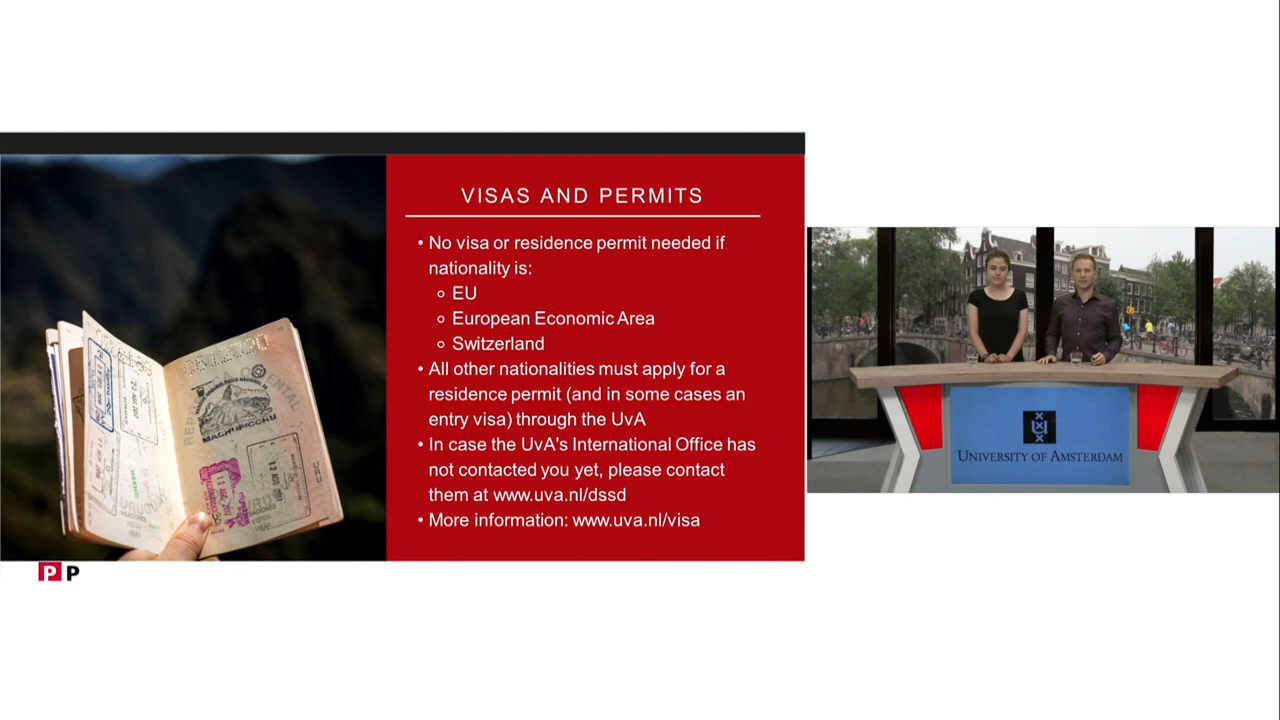 VISAS AND PERMITS
• No visa or residence permit needed if
nationality is:
o EU
o European Economic Area
o Switzerland
• All other nationalities must apply for a
residence permit (and in some cases an
entry visa) through the UvA
• In case the UvA's International Office has
not contacted you yet, please contact
them at www.uva.nl/dssd
• More information: www.uva.nl/visa
MACHUPICCHU
P P
UNIVERSITY OF AMSTERDAM